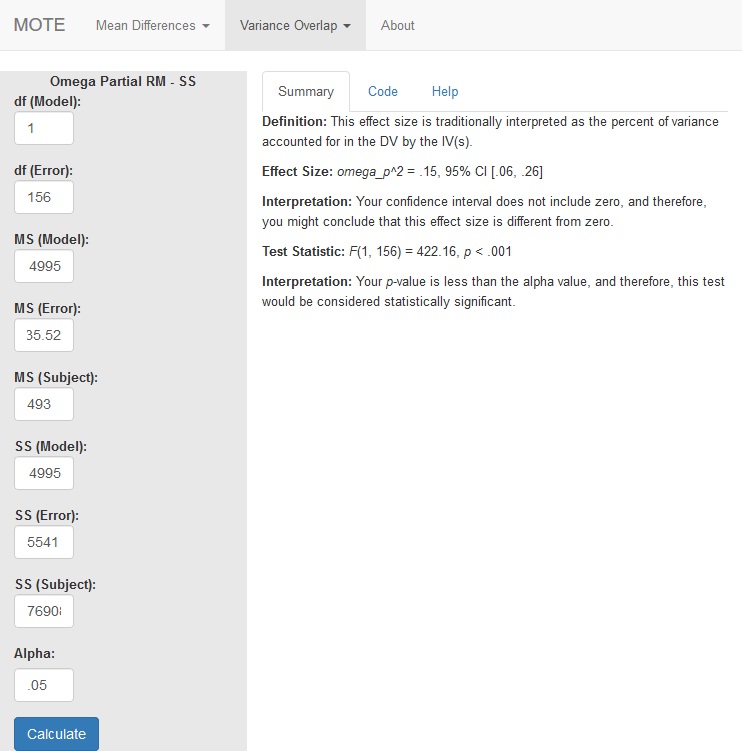 MOTE Mean Differences Variance Overlap About
Omega Partial RM - SS
df (Model):
1
df (Error):
156
MS (Model):
4995
MS (Error):
35.52
MS (Subject):
493
SS (Model):
4995
SS (Error):
5541
SS (Subject):
7690
Alpha:
.05
Calculate
Summary Code Help
Definition: This effect size is traditionally interpreted as the percent of variance
accounted for in the DV by the IV(s).
Effect Size: omega_p^2 = .15, 95% CI [.06, .26]
Interpretation: Your confidence interval does not include zero, and therefore,
you might conclude that this effect size is different from zero.
Test Statistic: F(1, 156) = 422.16, p < .001
Interpretation: Your p-value is less than the alpha value, and therefore, this test
would be considered statistically significant.